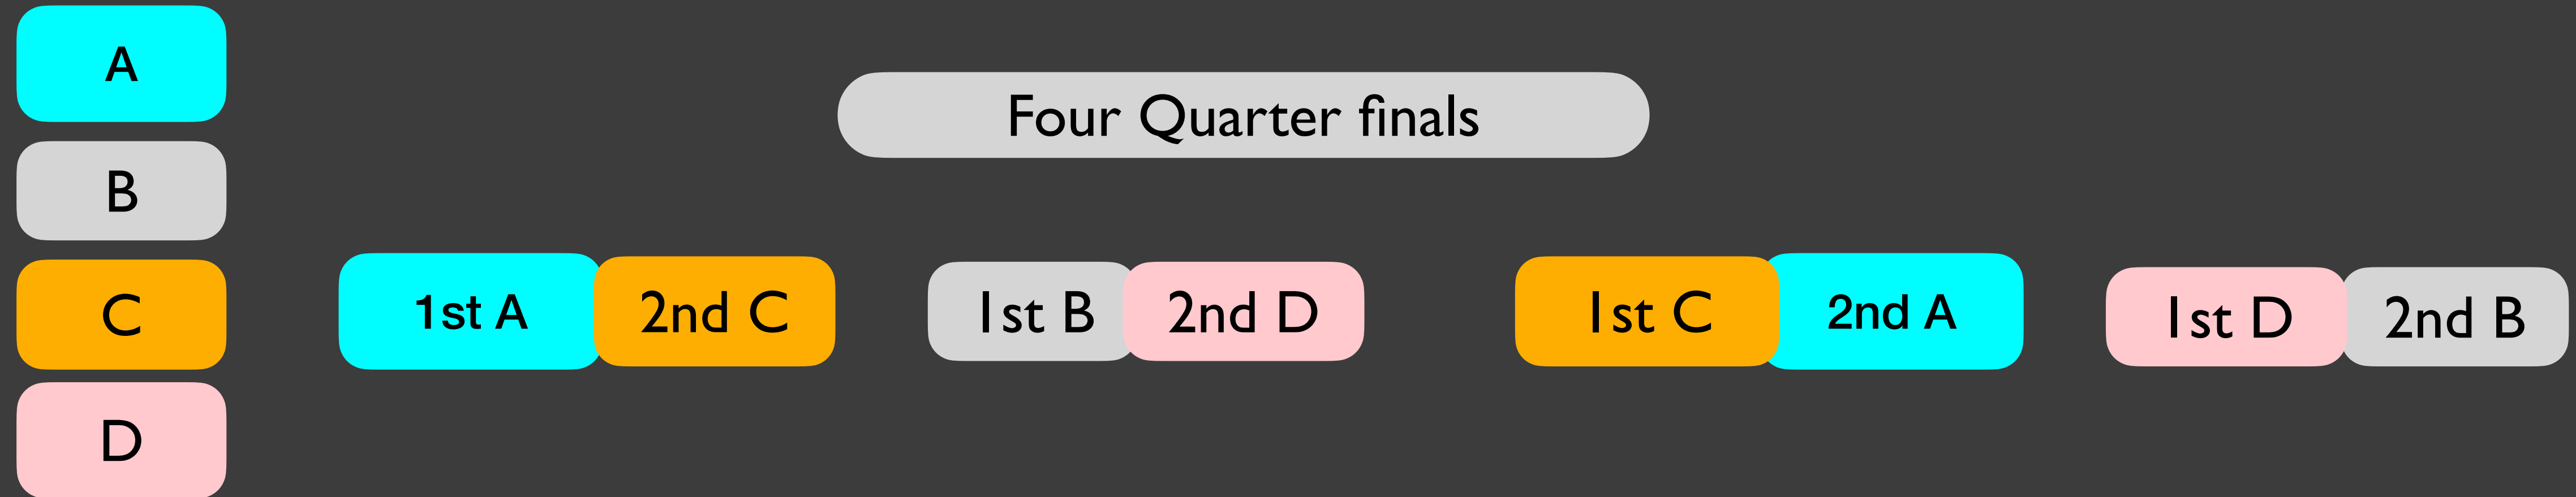 A
Four Quarter finals
B
C
1st A
2nd C
1st B
2nd D
1st C
2nd A
1st D
2nd B
D